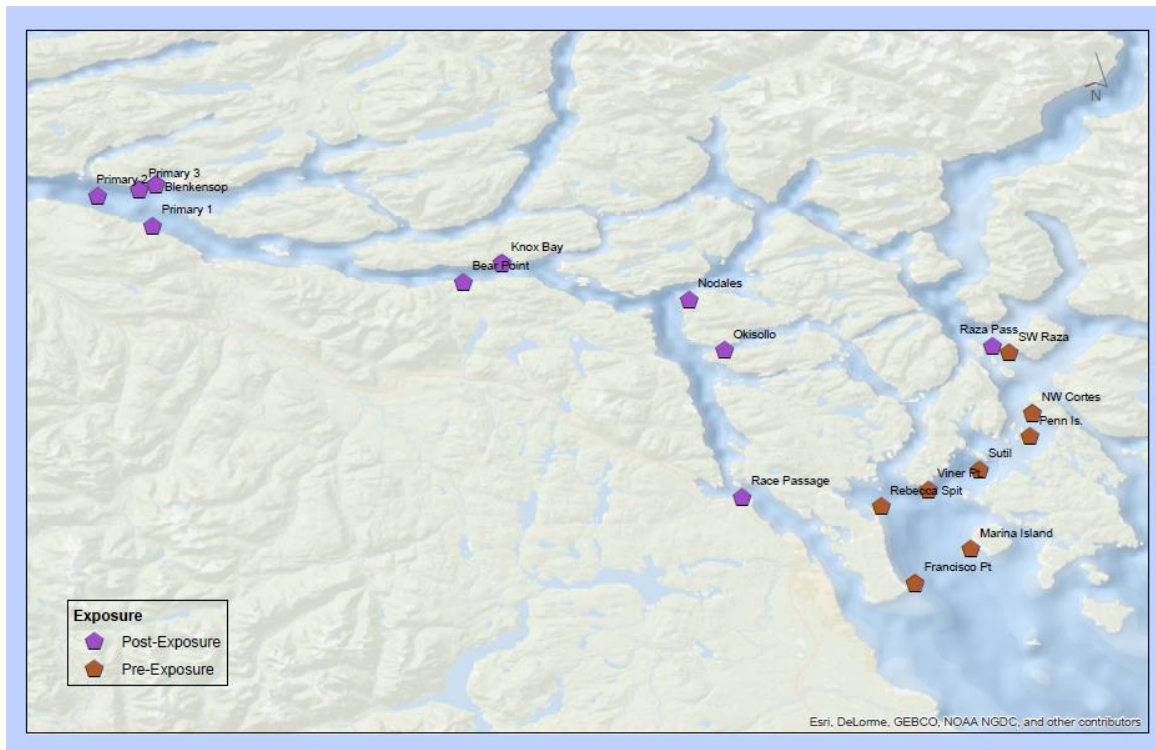 N
Primary 3
Primary 2
Blenkensop
Primary 1
Knox Bay
Bear Point
Nodales
Okisollo
Raza Pass
SW Raza
NW Cortes
Penn Is.
Sutil
Viner Pt.
Race Passage
Rebecca Spit
Marina Island
Francisco Pt
Exposure
Post-Exposure
Pre-Exposure
Esri, DeLorme, GEBCO, NOAA NGDC, and other contributors